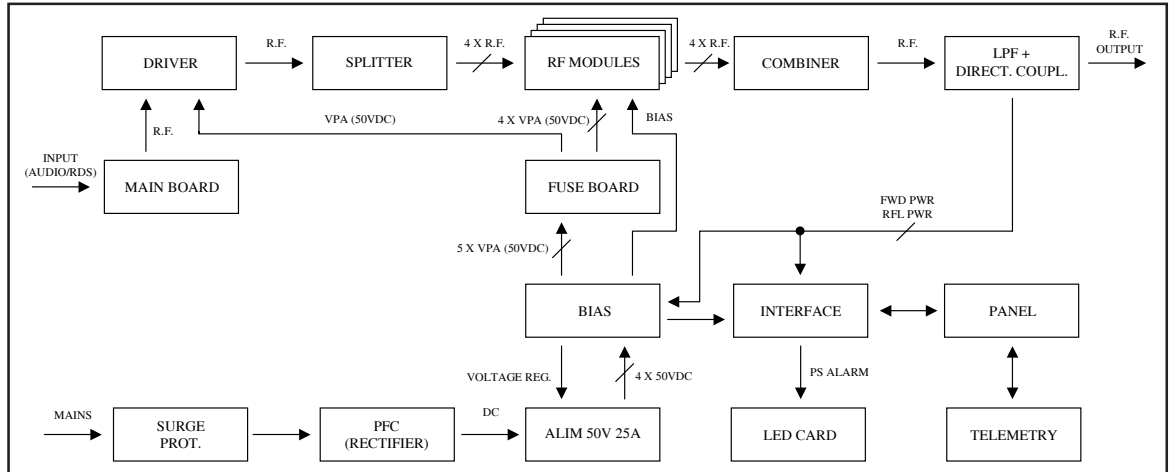 R.F.
4 X R.F.
4 X R.F.
R.F.
R.F.
OUTPUT
DRIVER
SPLITTER
RF MODULES
COMBINER
LPF +
DIRECT. COUPL.
R.F.
VPA (50VDC)
4 X VPA (50VDC)
BIAS
INPUT
(AUDIO/RDS)
MAIN BOARD
FUSE BOARD
FWD PWR
RFL PWR
5 X VPA (50VDC)
BIAS
INTERFACE
PANEL
VOLTAGE REG.
4 X 50VDC
PS ALARM
MAINS
SURGE
PROT.
PFC
(RECTIFIER)
DC
ALIM 50V 25A
LED CARD
TELEMETRY